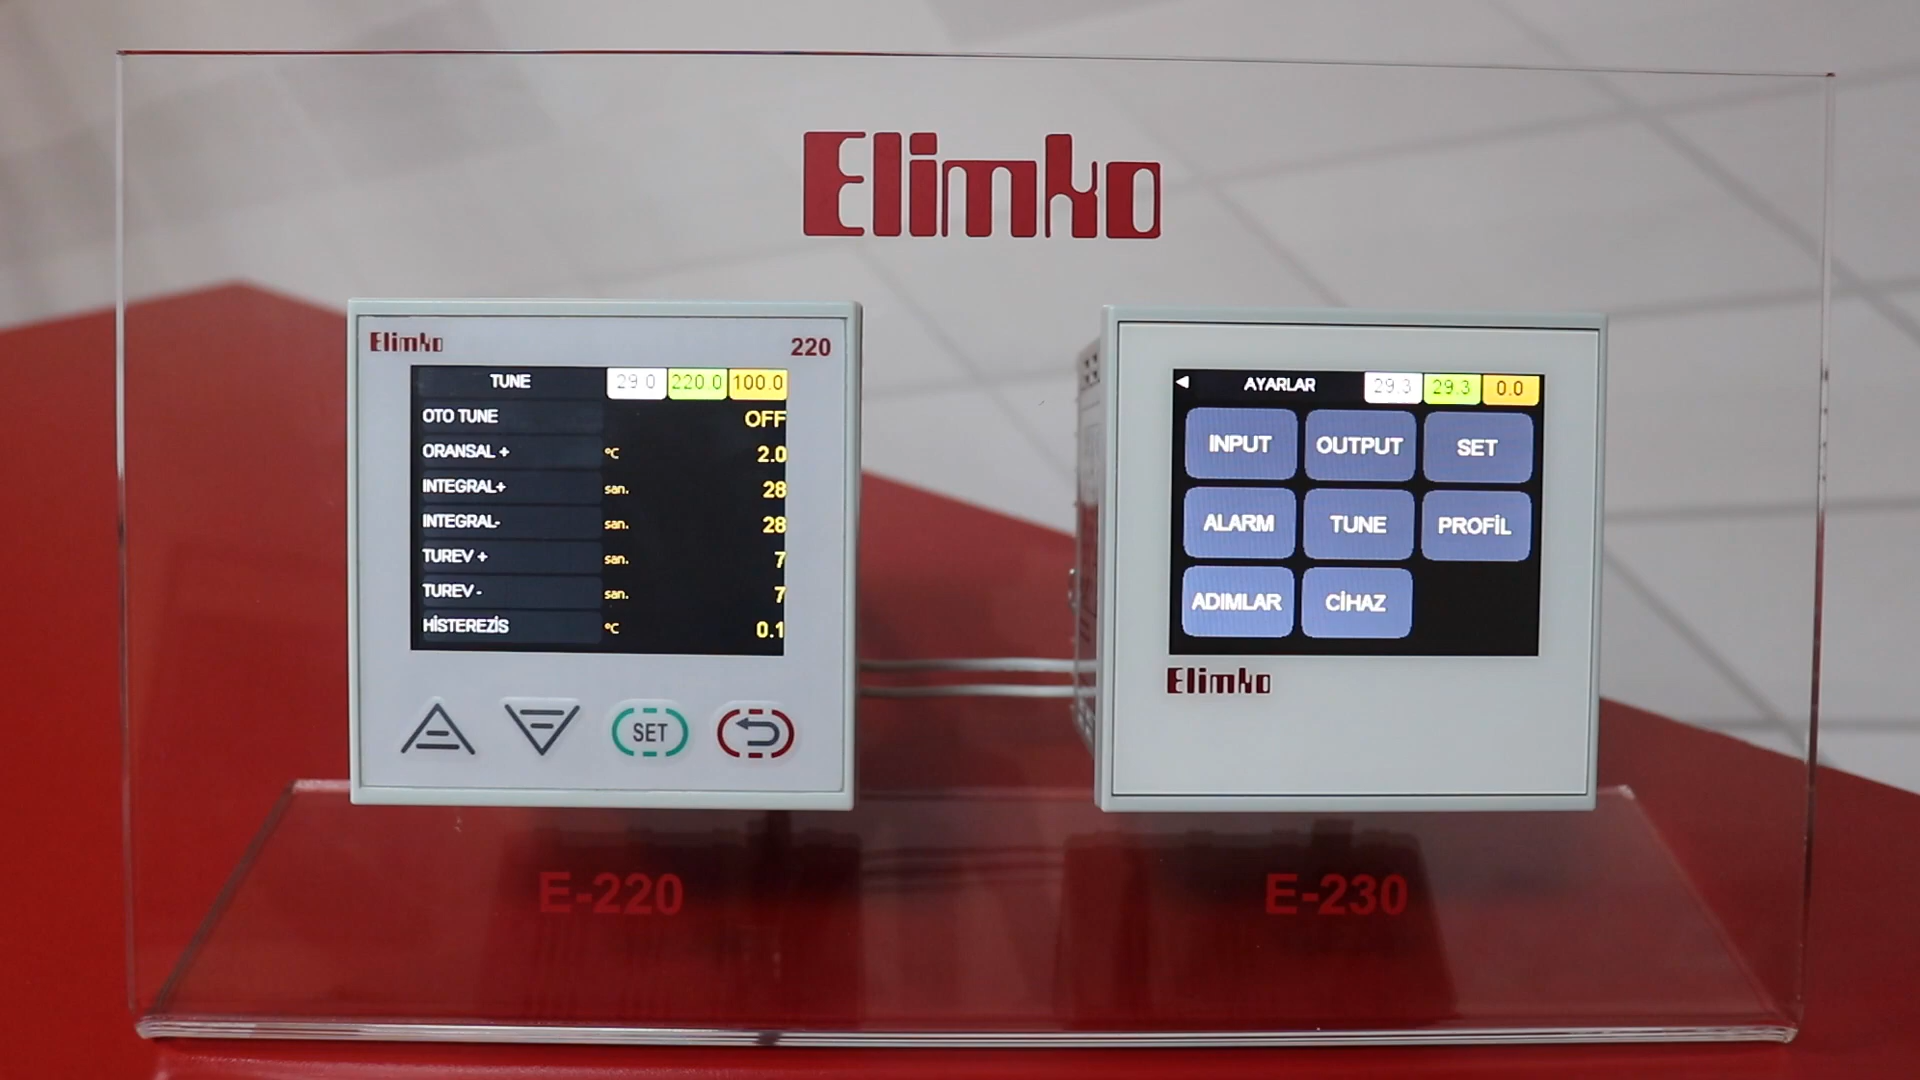 Elimko
Elimko 220
TUNE 29.0 220.0 100.0
OTO TUNE OFF
ORANSAL + °C 2.0
INTEGRAL+ san. 28
INTEGRAL- san. 28
TUREV + san. 7
TUREV - san. 7
HİSTEREZİS °C 0.1
SET
E-220
AYARLAR 29.3 29.3 0.0
INPUT OUTPUT SET
ALARM TUNE PROFİL
ADIMLAR CİHAZ
Elimko
E-230